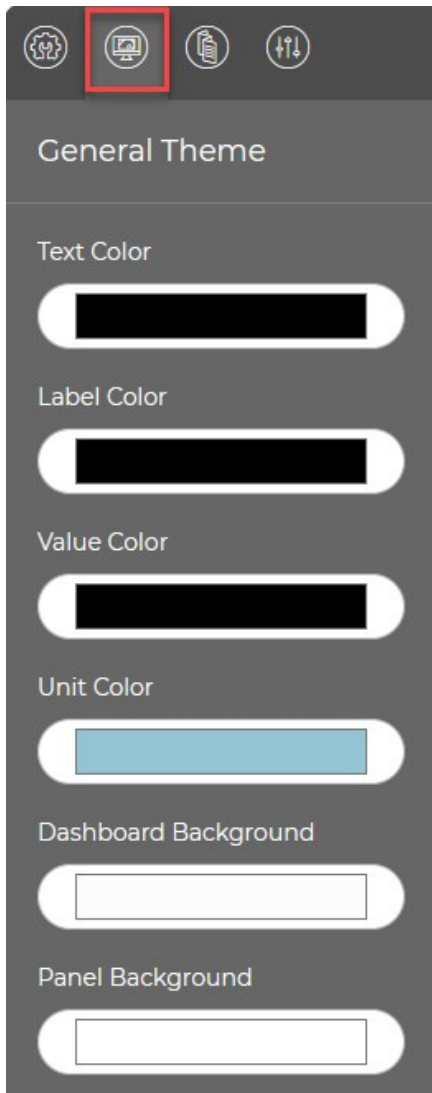 General Theme
Text Color
Label Color
Value Color
Unit Color
Dashboard Background
Panel Background